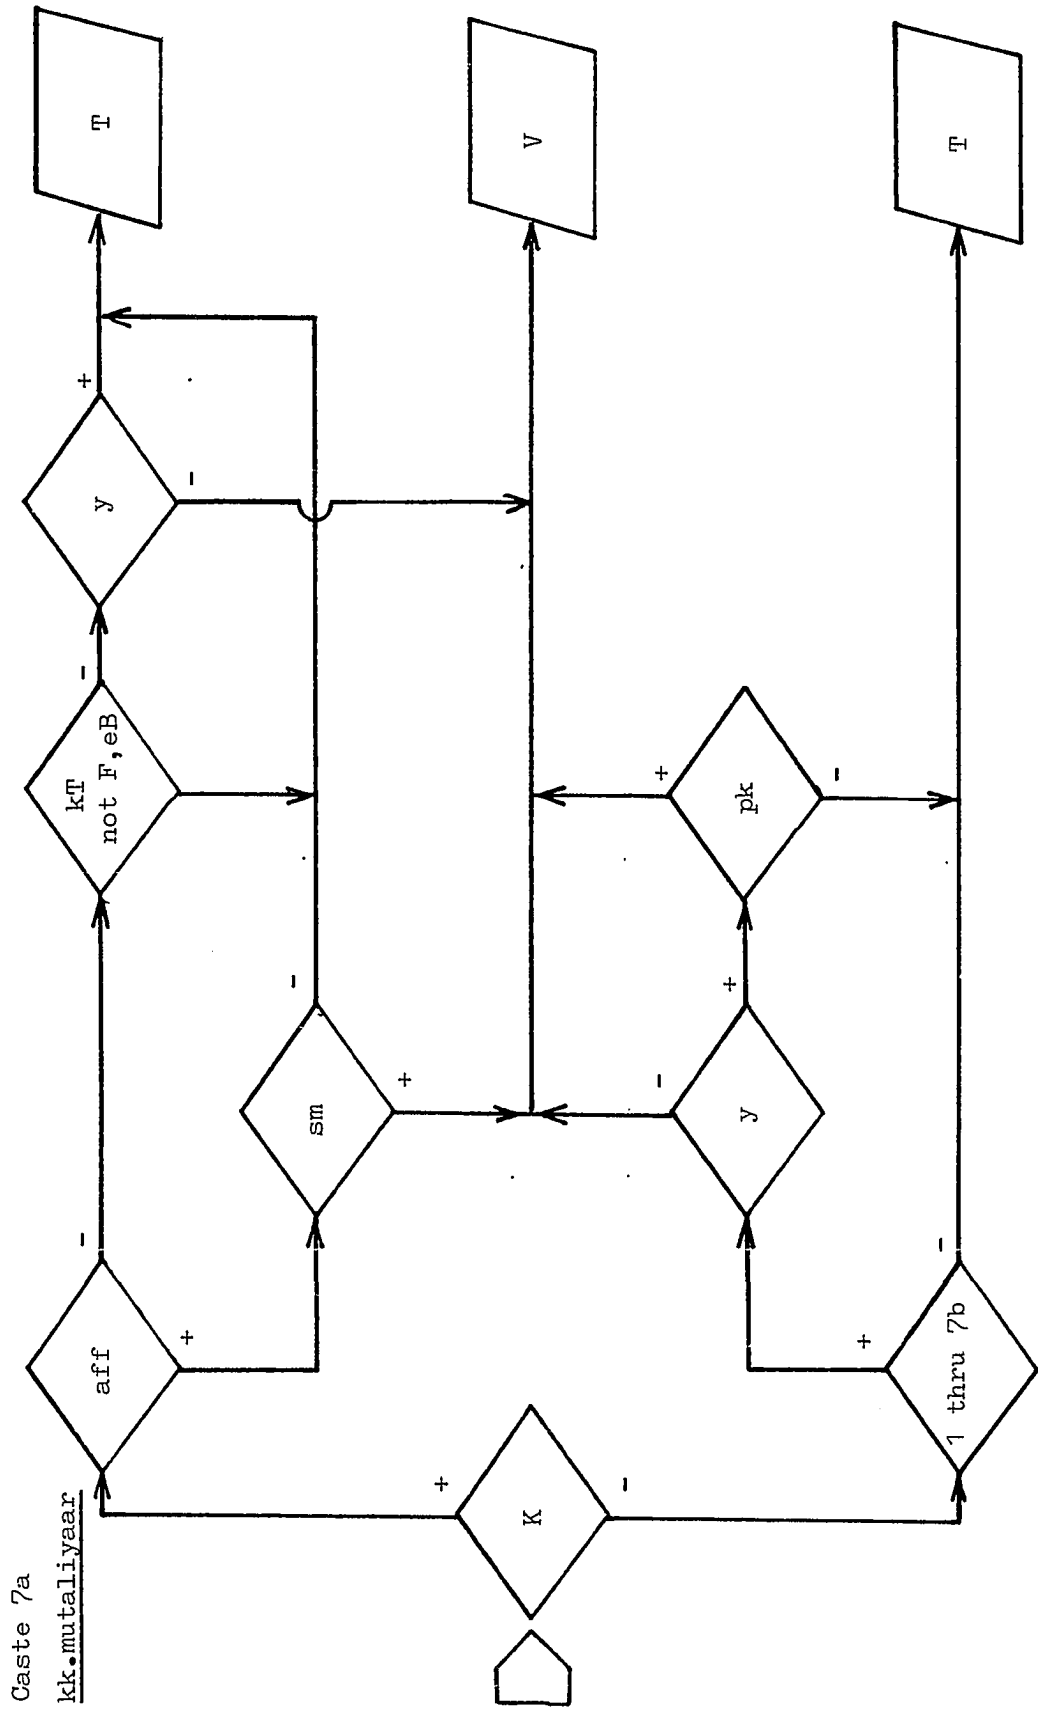 Caste 7a
kk.mutaliyaar
K
+
-
aff
-
+
kT
not F,eB
-
y
+
-
T
sm
-
+
V
1 thru 7b
+
-
y
-
+
pk
+
-
T